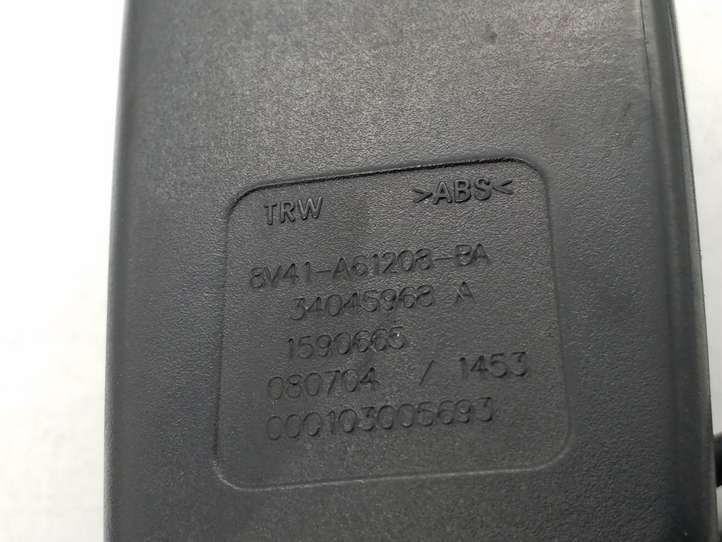 TRW >ABS<
8V41-A61208-BA
34045968 A
1590665
080704 / 1453
000103005693